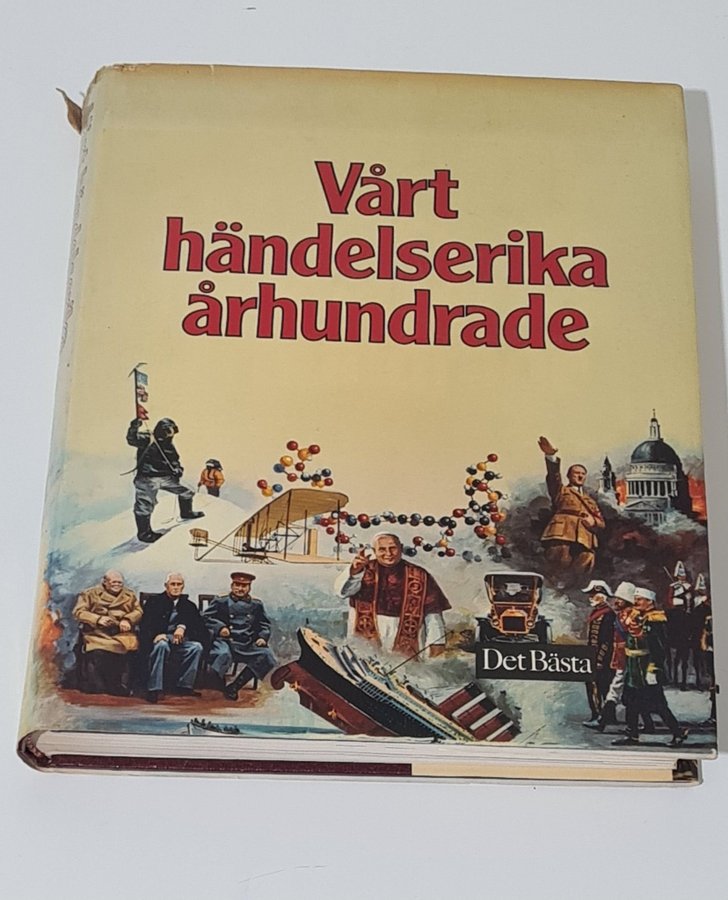 Vårt
händelserika
århundrade
Det Bästa